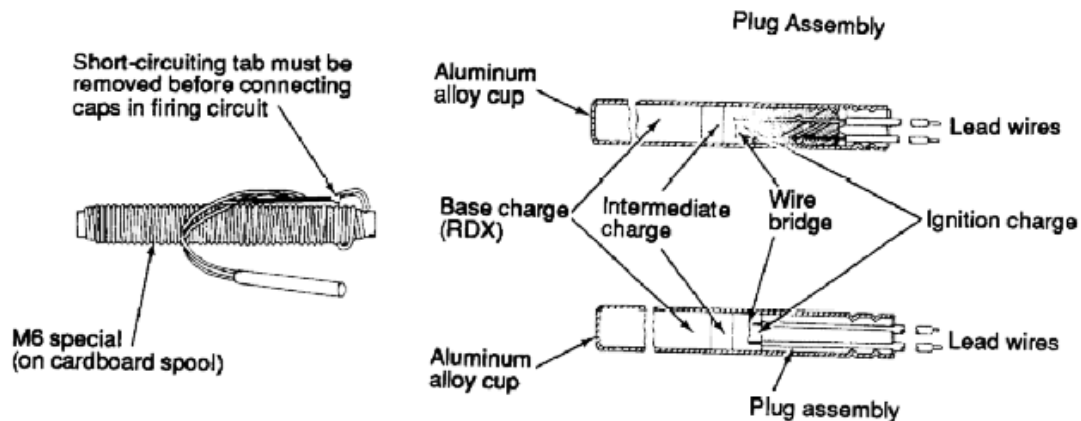 Plug Assembly
Short-circuiting tab must be
removed before connecting
caps in firing circuit
Aluminum
alloy cup
Lead wires
Base charge
(RDX)
Intermediate
charge
Wire
bridge
Ignition charge
M6 special
(on cardboard spool)
Aluminum
alloy cup
Lead wires
Plug assembly